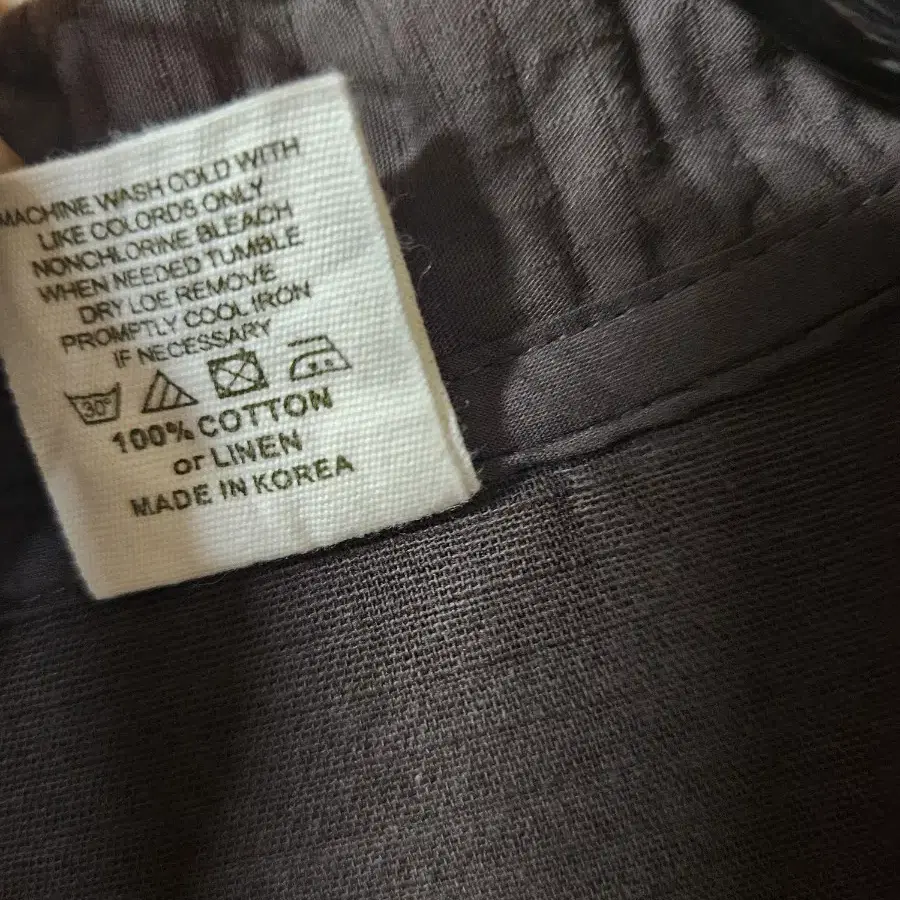 MACHINE WASH COLD WITH
LIKE COLORDS ONLY
NONCHLORINE BLEACH
WHEN NEEDED TUMBLE
DRY LOE REMOVE
PROMPTLY COOL IRON
IF NECESSARY
30°
100% COTTON
or LINEN
MADE IN KOREA